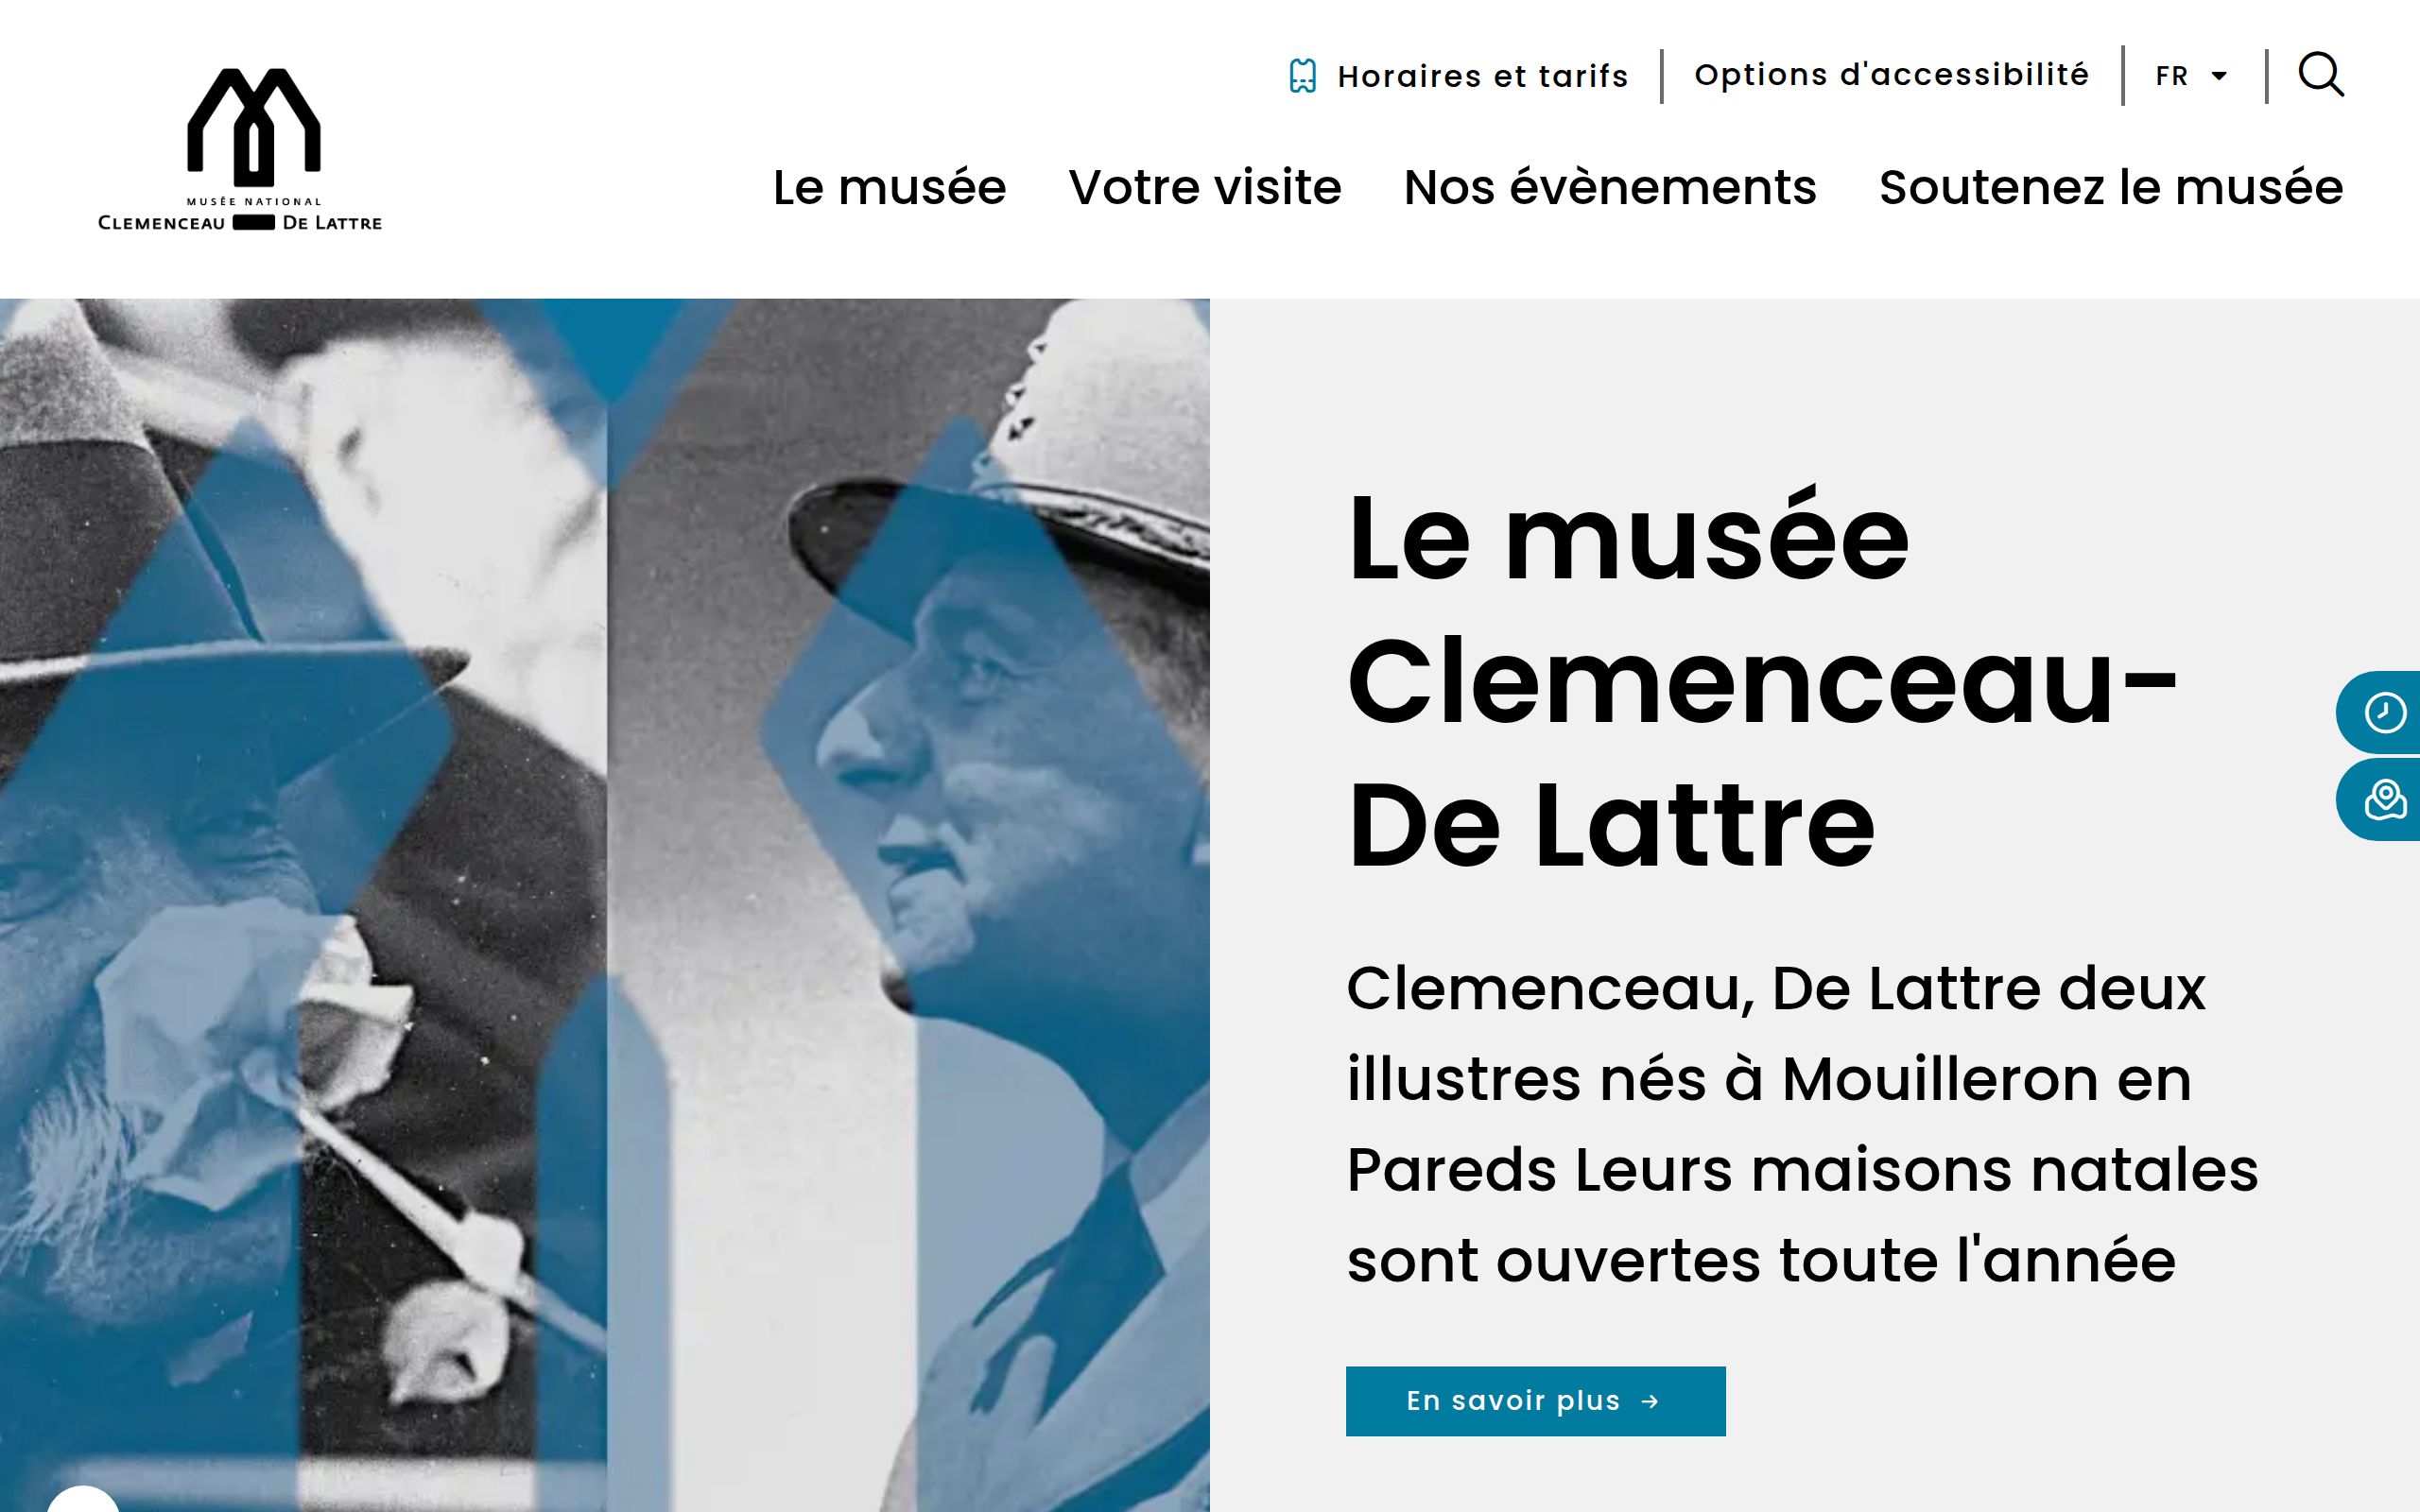 MUSÉE NATIONAL
CLEMENCEAU DE LATTRE
Horaires et tarifs
Options d'accessibilité
FR
Le musée
Votre visite
Nos évènements
Soutenez le musée
Le musée
Clemenceau-
De Lattre
Clemenceau, De Lattre deux
illustres nés à Mouilleron en
Pareds Leurs maisons natales
sont ouvertes toute l'année
En savoir plus →